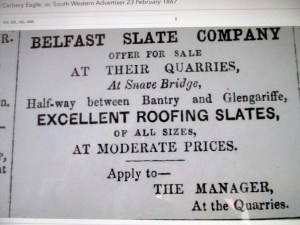 Carbery Eagle: or, South Western Advertiser 23 February 1867
BELFAST SLATE COMPANY
OFFER FOR SALE
AT THEIR QUARRIES,
At Snave Bridge,
Half-way between Bantry and Glengariffe,
EXCELLENT ROOFING SLATES,
OF ALL SIZES,
AT MODERATE PRICES.
Apply to—
THE MANAGER,
At the Quarries.